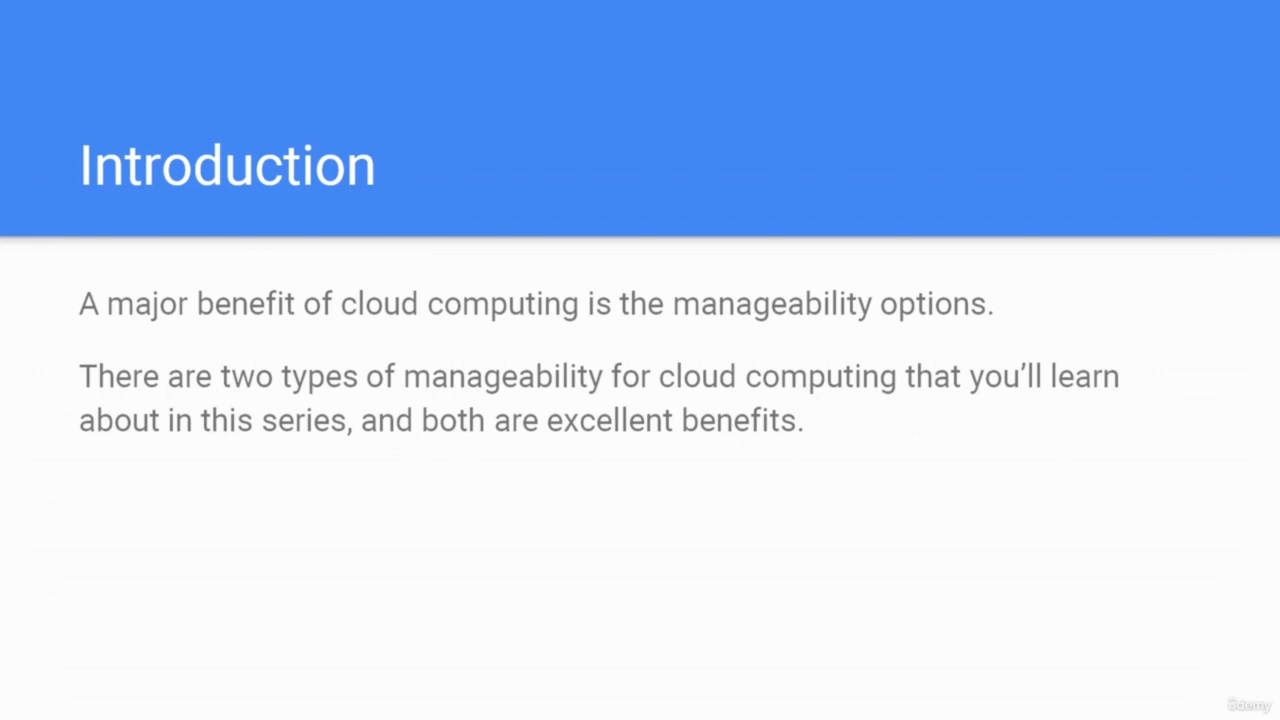 Introduction
A major benefit of cloud computing is the manageability options.
There are two types of manageability for cloud computing that you’ll learn
about in this series, and both are excellent benefits.
ûdemy